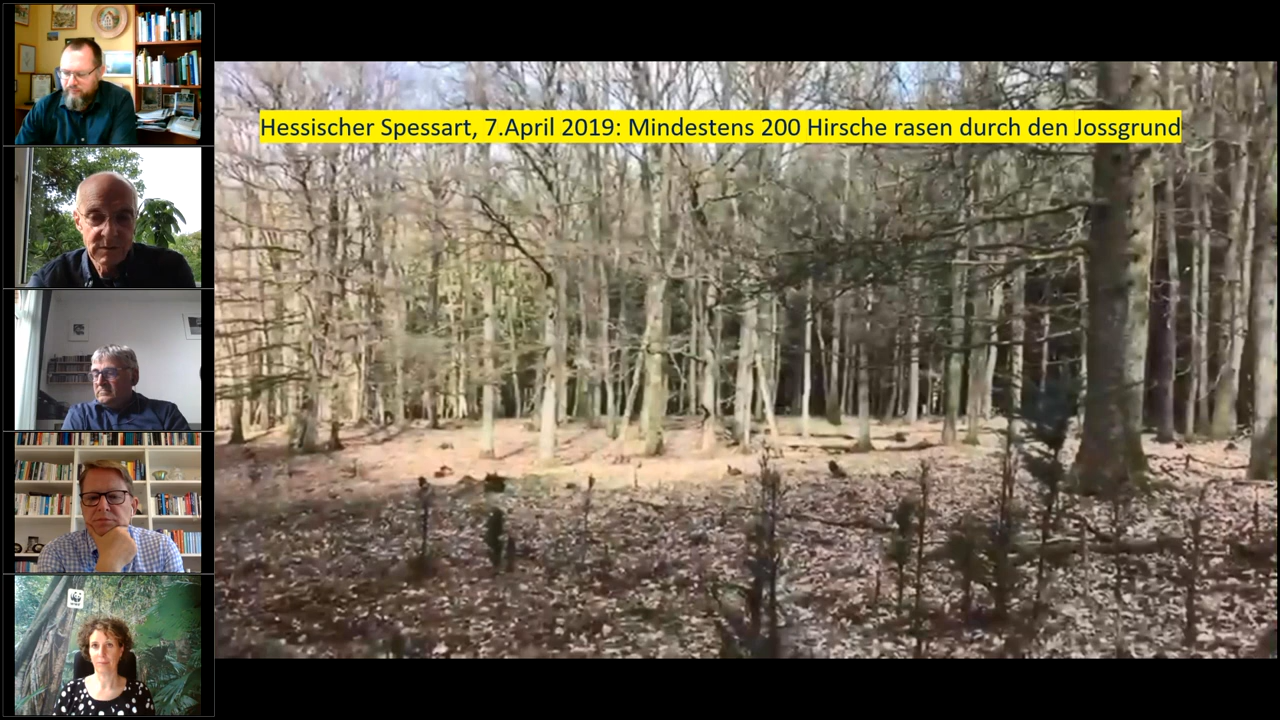 Hessischer Spessart, 7.April 2019: Mindestens 200 Hirsche rasen durch den Jossgrund